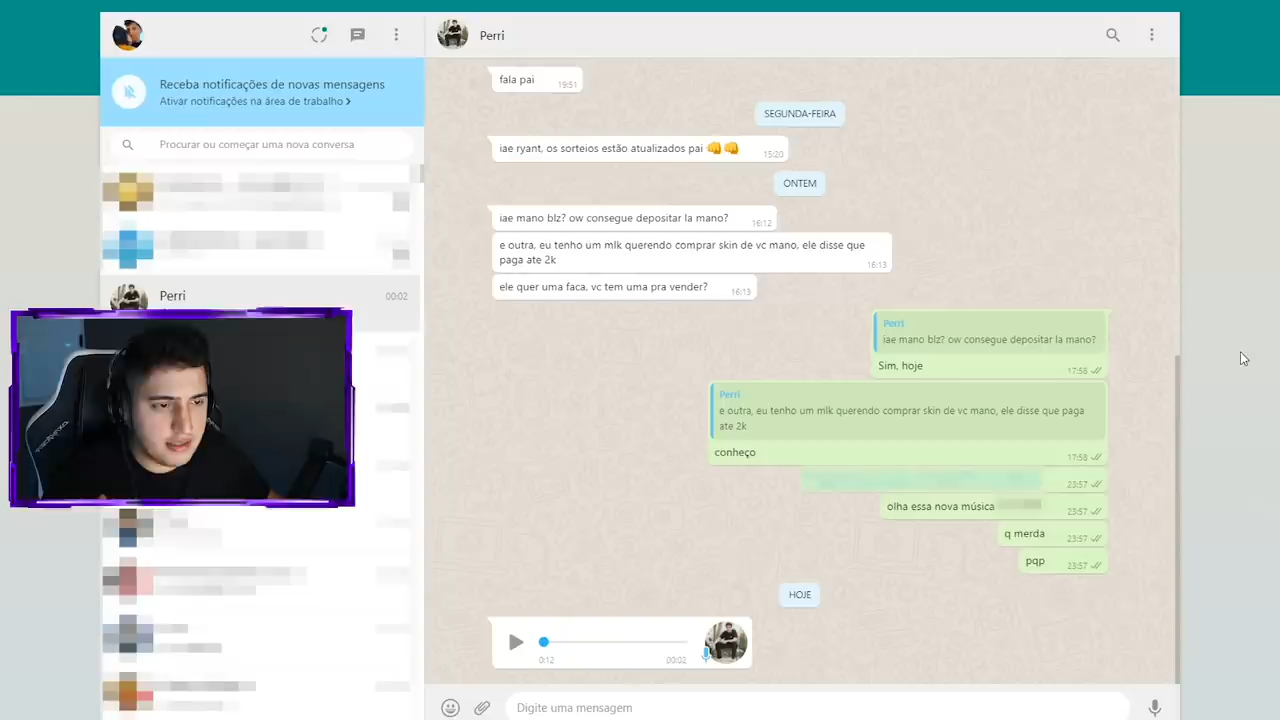 Perri
Receba notificações de novas mensagens
Ativar notificações na área de trabalho
Procurar ou começar uma nova conversa
Perri
00:02
fala pai
19:51
SEGUNDA-FEIRA
iae ryant, os sorteios estão atualizados pai 👊👊
15:20
ONTEM
iae mano blz? ow consegue depositar la mano?
16:12
e outra, eu tenho um mlk querendo comprar skin de vc mano, ele disse que
paga ate 2k
16:13
ele quer uma faca, vc tem uma pra vender?
16:13
Perri
iae mano blz? ow consegue depositar la mano?
Sim, hoje
17:58
Perri
e outra, eu tenho um mlk querendo comprar skin de vc mano, ele disse que paga
ate 2k
conheço
17:58
23:57
olha essa nova música
23:57
q merda
23:57
pqp
23:57
HOJE
0:12
00:02
Digite uma mensagem